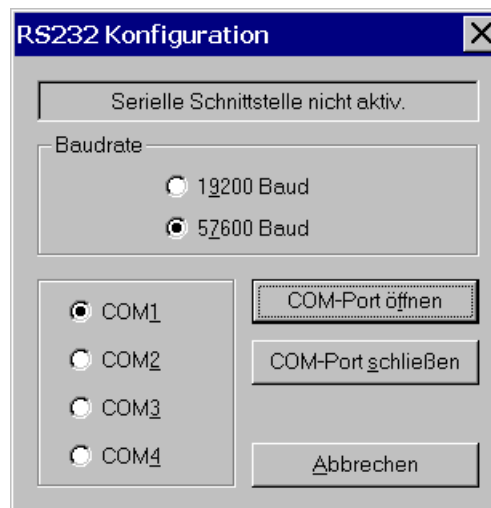 RS232 Konfiguration
Serielle Schnittstelle nicht aktiv.
Baudrate
19200 Baud
57600 Baud
COM1
COM2
COM3
COM4
COM-Port öffnen
COM-Port schließen
Abbrechen